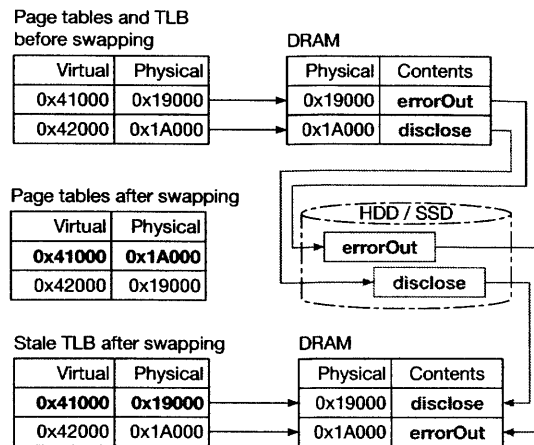 Page tables and TLB
before swapping
DRAM
Virtual Physical
Physical Contents
0x41000 0x19000
0x19000 errorOut
0x42000 0x1A000
0x1A000 disclose
Page tables after swapping
HDD / SSD
Virtual Physical
errorOut
0x41000 0x1A000
0x42000 0x19000
disclose
Stale TLB after swapping
DRAM
Virtual Physical
Physical Contents
0x41000 0x19000
0x19000 disclose
0x42000 0x1A000
0x1A000 errorOut